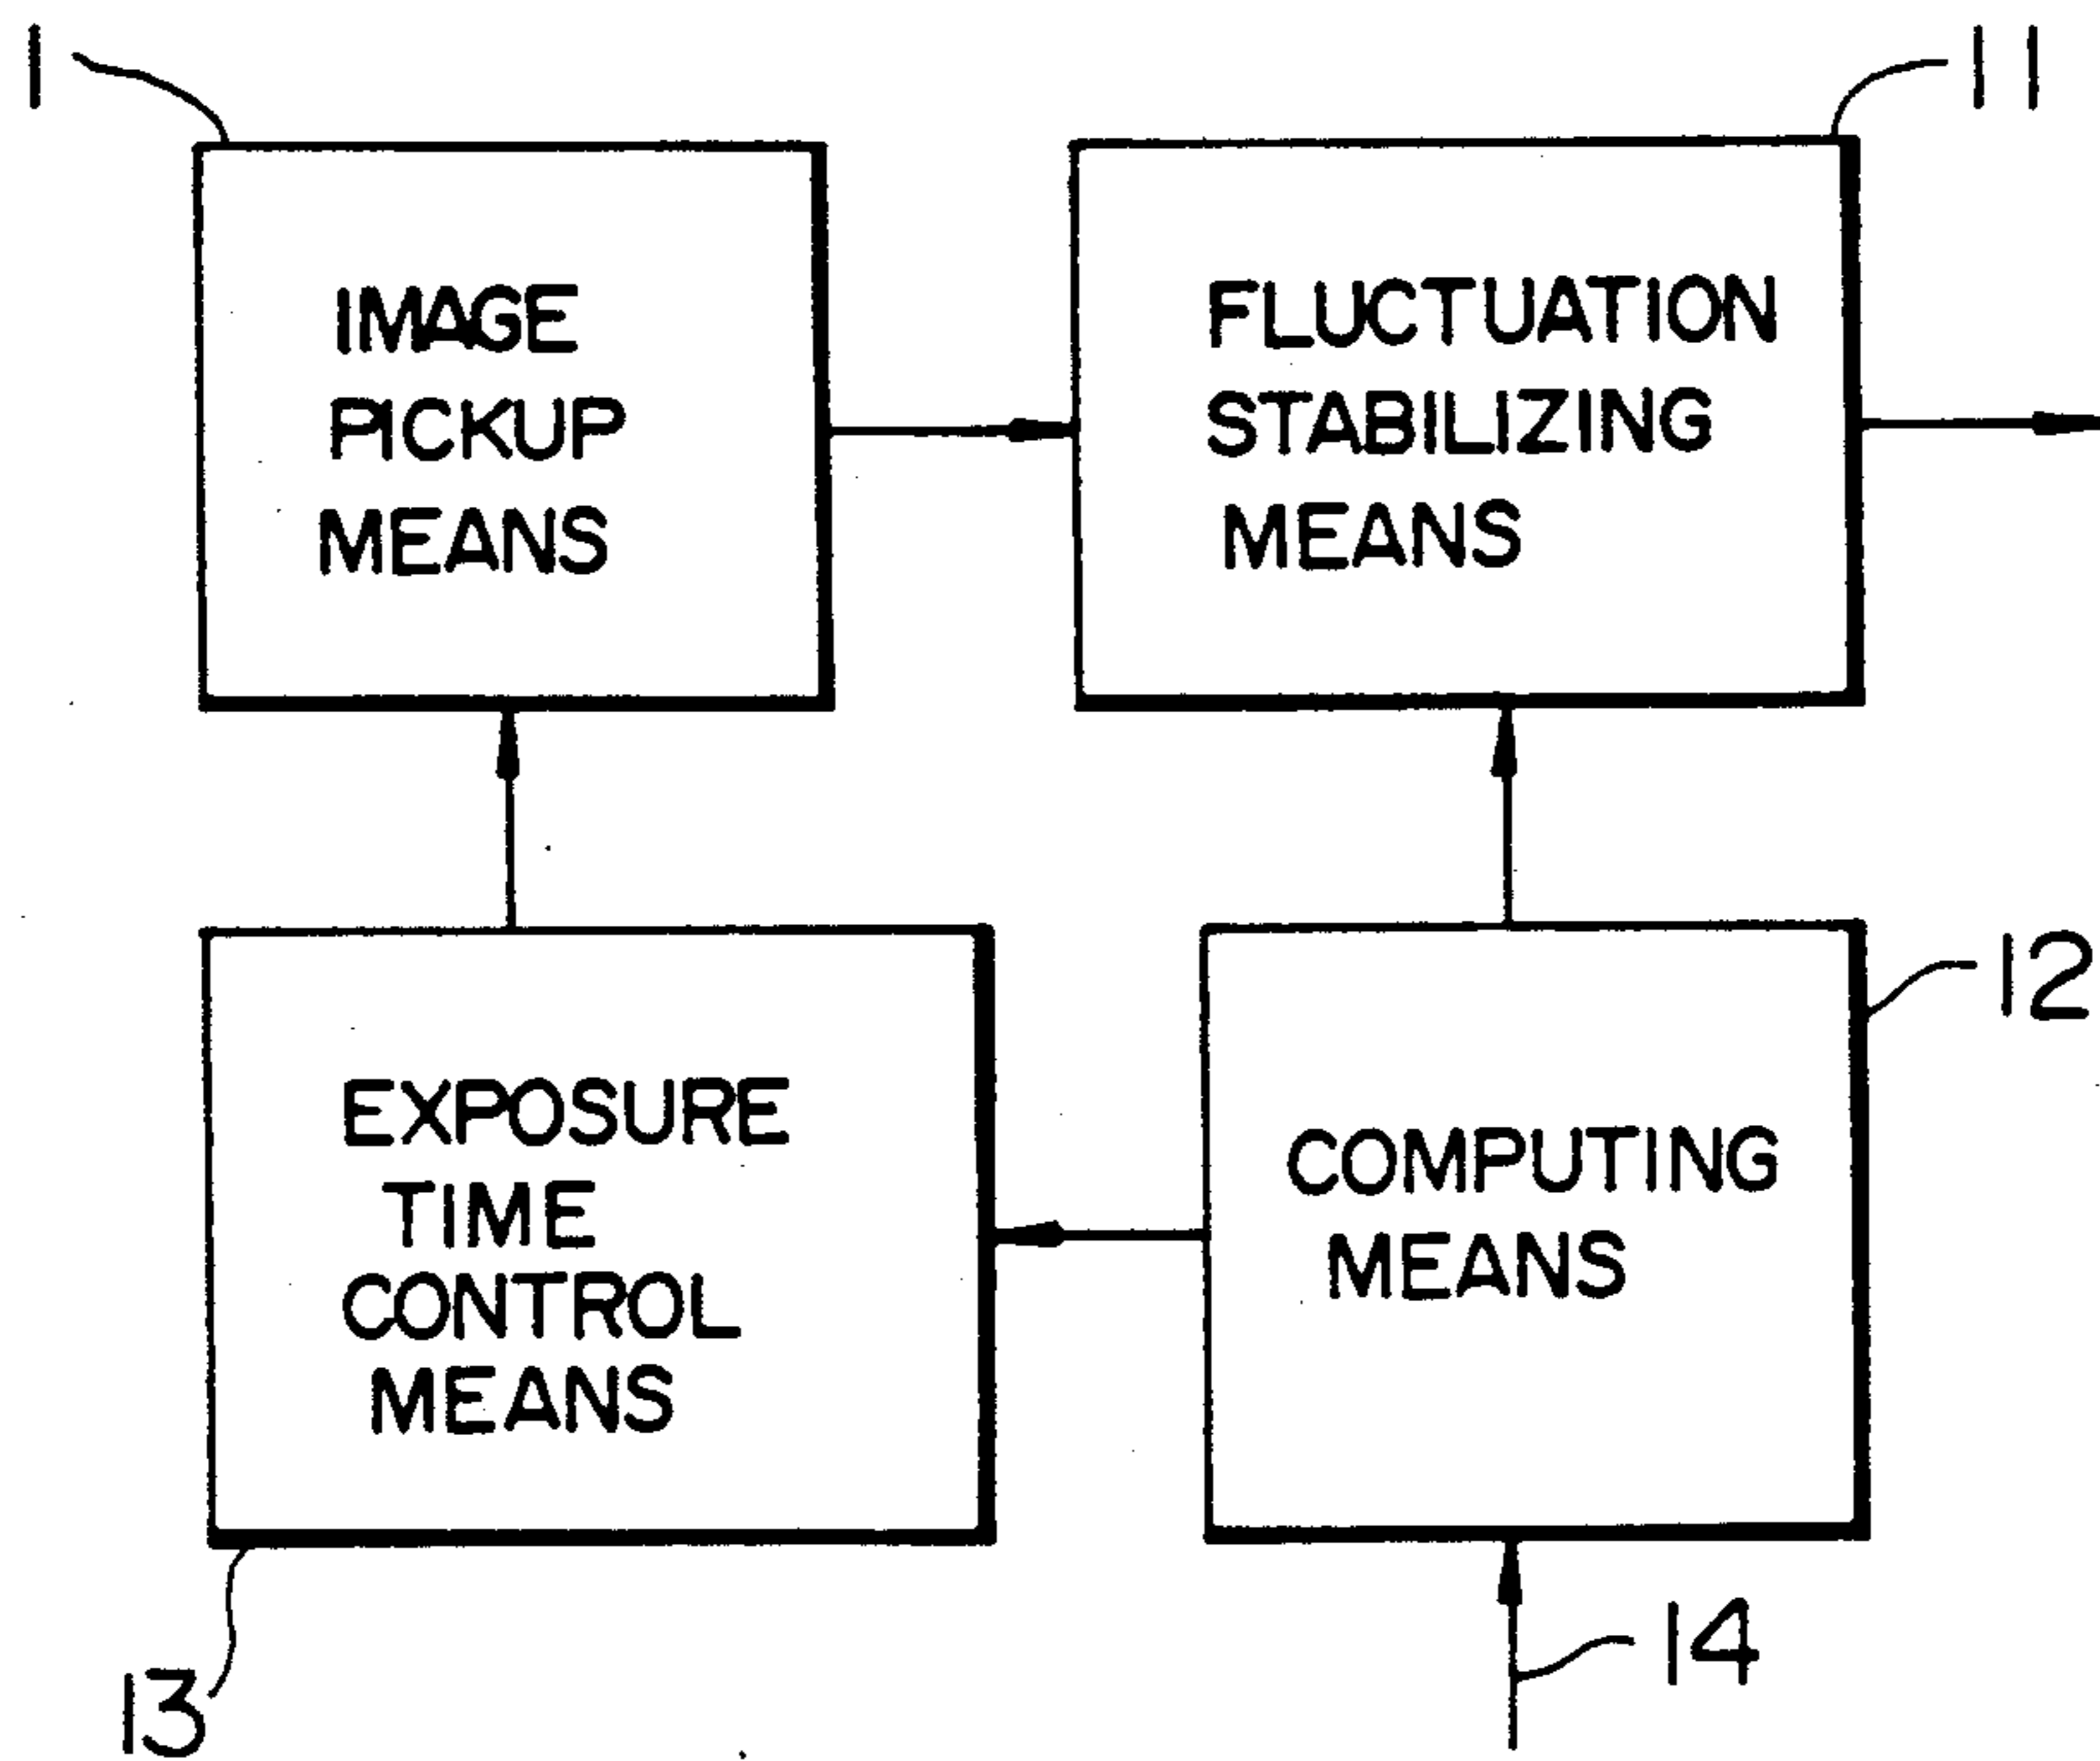 1
11
IMAGE
PICKUP
MEANS
FLUCTUATION
STABILIZING
MEANS
12
EXPOSURE
TIME
CONTROL
MEANS
COMPUTING
MEANS
13
14